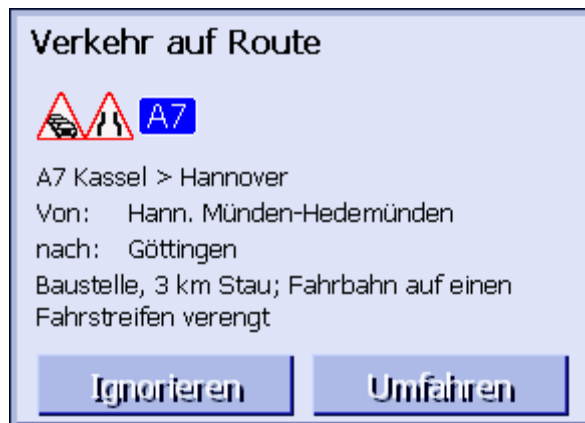 Verkehr auf Route
A7
A7 Kassel > Hannover
Von: Hann. Münden-Hedemünden
nach: Göttingen
Baustelle, 3 km Stau; Fahrbahn auf einen
Fahrstreifen verengt
Ignorieren Umfahren